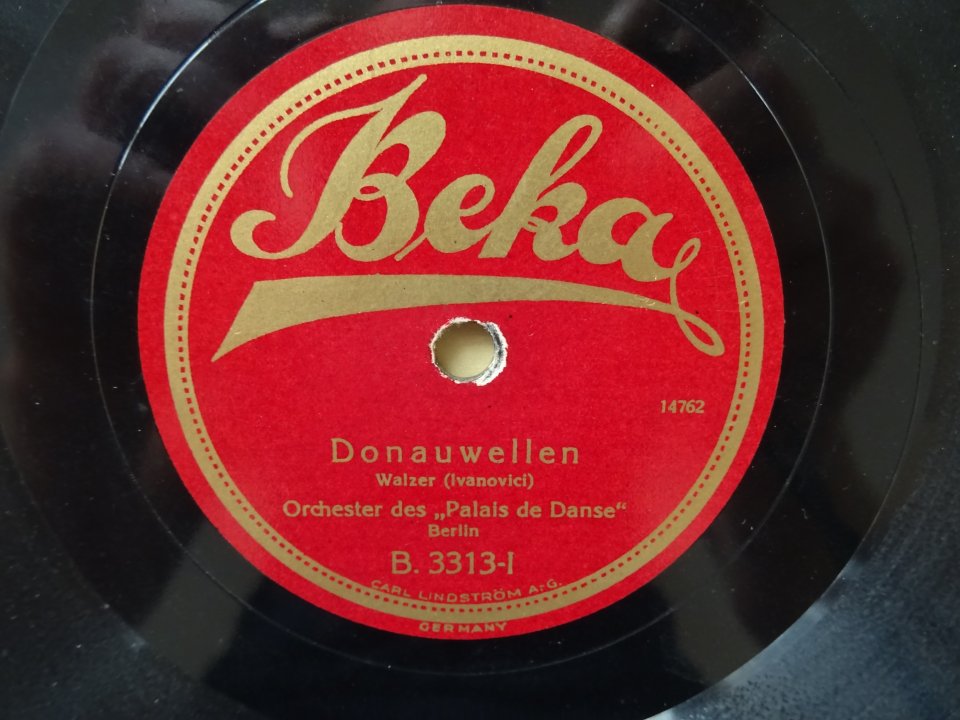 Beka
14762
Donauwellen
Walzer (Ivanovici)
Orchester des „Palais de Danse“
Berlin
B. 3313-I
CARL LINDSTRÖM A-G.
GERMANY